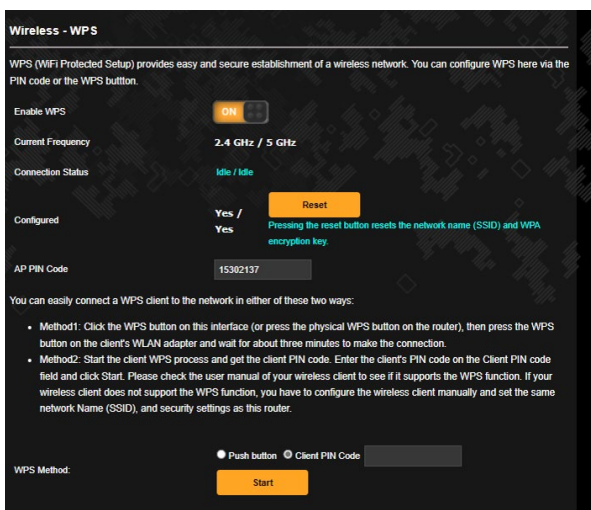 Wireless - WPS
WPS (WiFi Protected Setup) provides easy and secure establishment of a wireless network. You can configure WPS here via the
PIN code or the WPS buttton.
Enable WPS
ON
Current Frequency
2.4 GHz / 5 GHz
Connection Status
Idle / Idle
Configured
Yes /
Yes
Reset
Pressing the reset button resets the network name (SSID) and WPA
encryption key.
AP PIN Code
15302137
You can easily connect a WPS client to the network in either of these two ways:
• Method1: Click the WPS button on this interface (or press the physical WPS button on the router), then press the WPS
button on the client's WLAN adapter and wait for about three minutes to make the connection.
• Method2: Start the client WPS process and get the client PIN code. Enter the client's PIN code on the Client PIN code
field and click Start. Please check the user manual of your wireless client to see if it supports the WPS function. If your
wireless client does not support the WPS function, you have to configure the wireless client manually and set the same
network Name (SSID), and security settings as this router.
WPS Method:
Push button Client PIN Code
Start